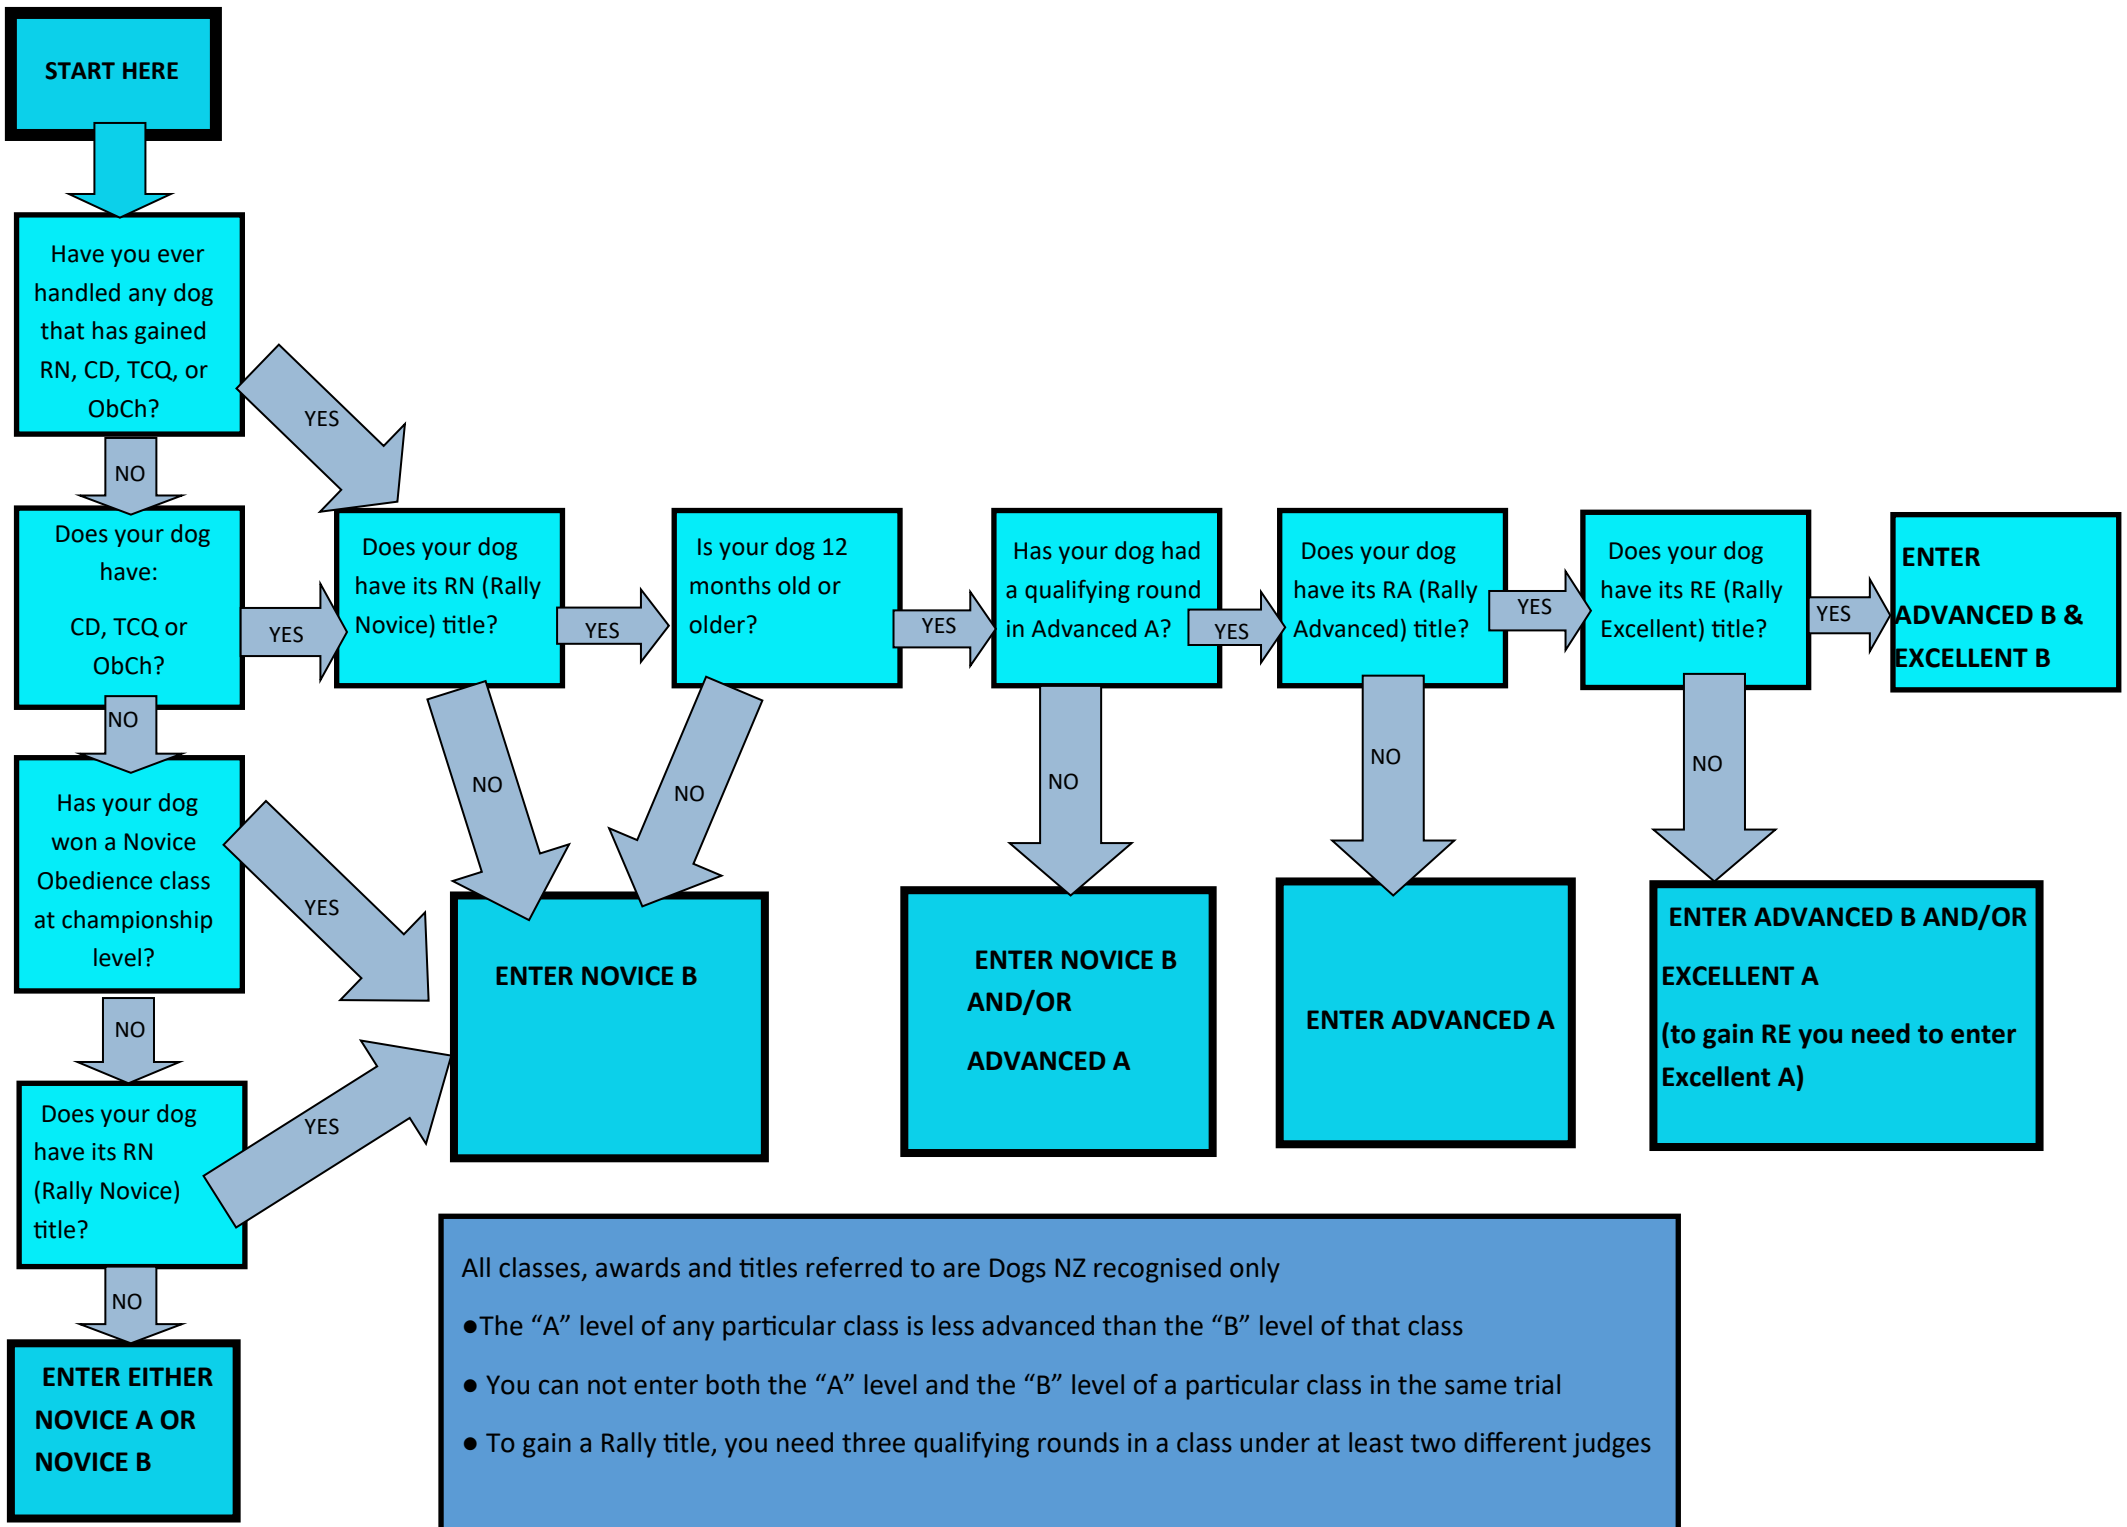 START HERE
Have you ever
handled any dog
that has gained
RN, CD, TCQ, or
ObCh?
YES
NO
Does your dog
have:
CD, TCQ or
ObCh?
YES
NO
Does your dog
have its RN (Rally
Novice) title?
YES
NO
Is your dog 12
months old or
older?
YES
NO
Has your dog had
a qualifying round
in Advanced A?
YES
NO
Does your dog
have its RA (Rally
Advanced) title?
YES
NO
Does your dog
have its RE (Rally
Excellent) title?
YES
NO
ENTER
ADVANCED B &
EXCELLENT B
Has your dog
won a Novice
Obedience class
at championship
level?
YES
NO
ENTER NOVICE B
ENTER NOVICE B
AND/OR
ADVANCED A
ENTER ADVANCED A
ENTER ADVANCED B AND/OR
EXCELLENT A
(to gain RE you need to enter
Excellent A)
Does your dog
have its RN
(Rally Novice)
title?
YES
NO
ENTER EITHER
NOVICE A OR
NOVICE B
All classes, awards and titles referred to are Dogs NZ recognised only
●The “A” level of any particular class is less advanced than the “B” level of that class
● You can not enter both the “A” level and the “B” level of a particular class in the same trial
● To gain a Rally title, you need three qualifying rounds in a class under at least two different judges